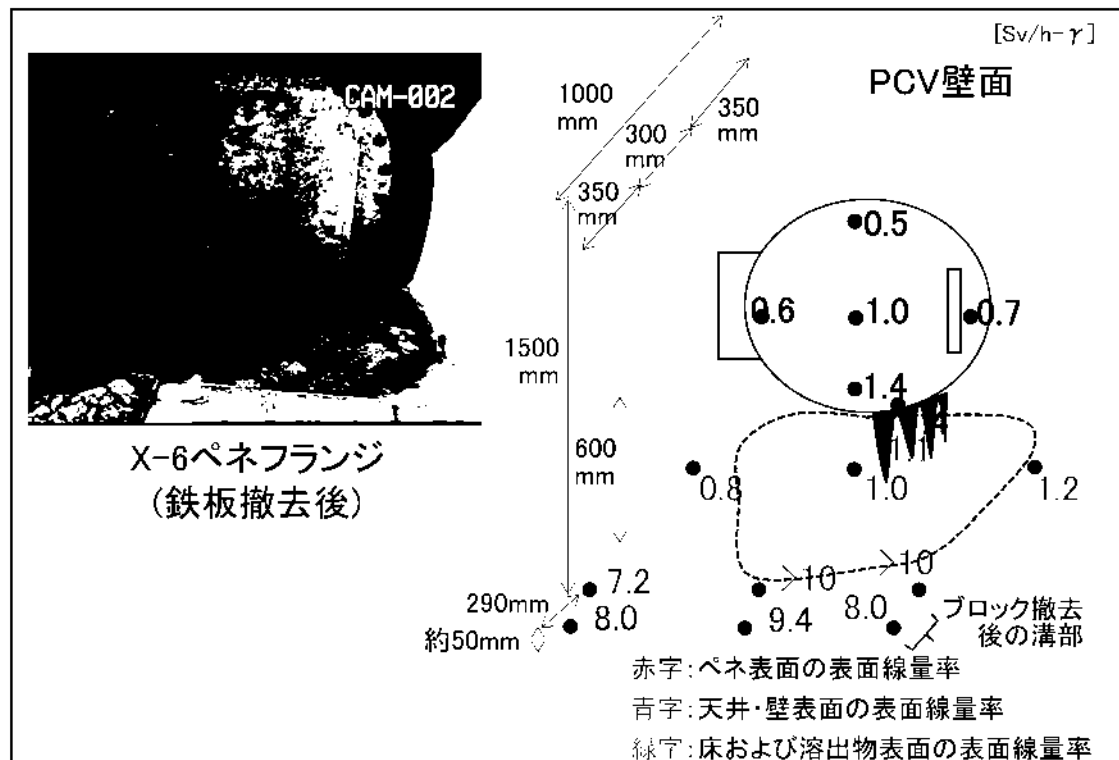 [Sv/h-γ]
PCV壁面
CAM-002
X-6ペネフランジ
(鉄板撤去後)
1000
mm
350
mm
300
mm
350
mm
1500
mm
600
mm
290mm
約50mm
0.5
0.6
1.0
0.7
1.4
0.8
1.0
1.2
>10
>10
7.2
8.0
9.4
8.0
ブロック撤去
後の溝部
赤字:ペネ表面の表面線量率
青字:天井・壁表面の表面線量率
緑字:床および溶出物表面の表面線量率